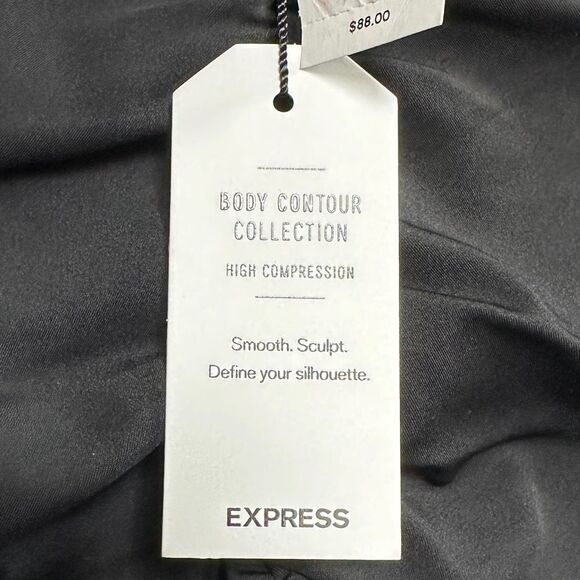 $88.00
BODY CONTOUR
COLLECTION
HIGH COMPRESSION
Smooth. Sculpt.
Define your silhouette.
EXPRESS